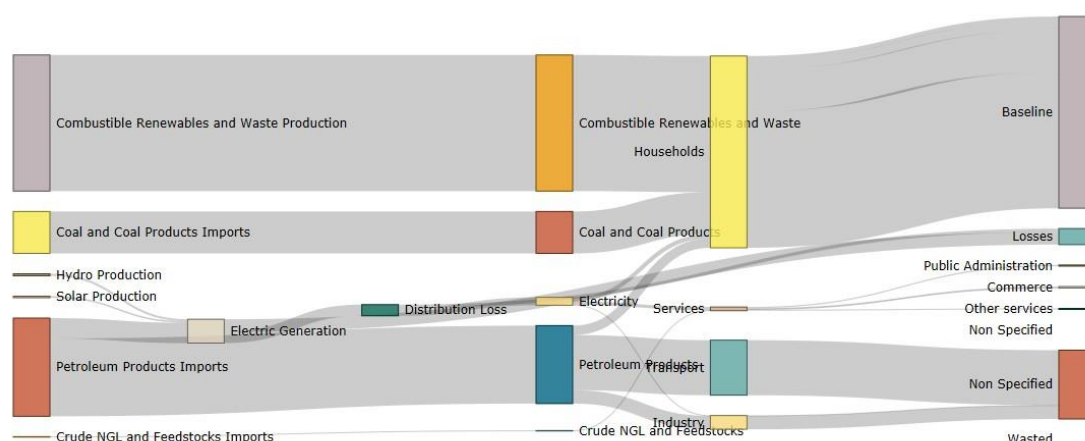 Combustible Renewables and Waste Production
Coal and Coal Products Imports
Hydro Production
Solar Production
Electric Generation
Petroleum Products Imports
Crude NGL and Feedstocks Imports
Distribution Loss
Combustible Renewables and Waste
Coal and Coal Products
Electricity
Petroleum Products
Crude NGL and Feedstocks
Households
Services
Transport
Industry
Baseline
Losses
Public Administration
Commerce
Other services
Non Specified
Non Specified
Wasted